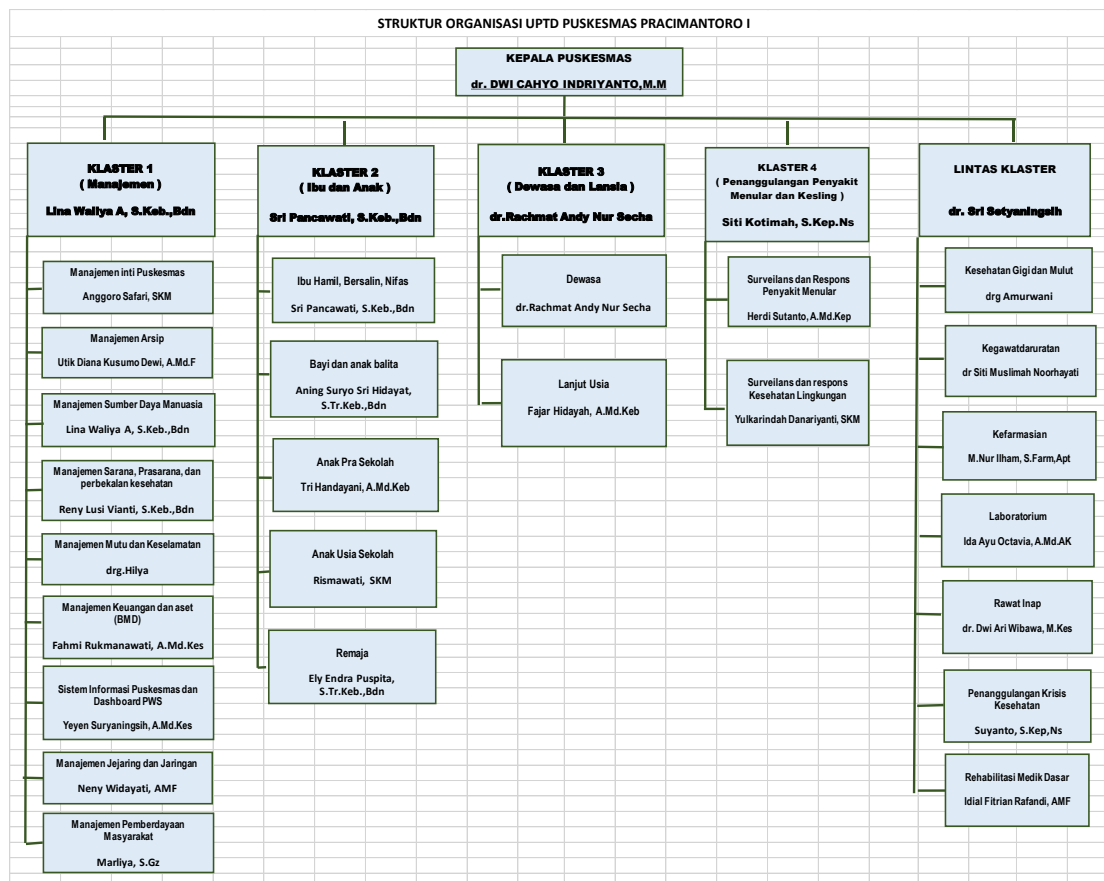 STRUKTUR ORGANISASI UPTD PUSKESMAS PRACIMANTORO I
KEPALA PUSKESMAS
dr. DWI CAHYO INDRIYANTO,M.M
KLASTER 1
( Manajemen )
Lina Waliya A, S.Keb.,Bdn
Manajemen inti Puskesmas
Anggoro Safari, SKM
Manajemen Arsip
Utik Diana Kusumo Dewi, A.Md.F
Manajemen Sumber Daya Manuasia
Lina Waliya A, S.Keb.,Bdn
Manajemen Sarana, Prasarana, dan
perbekalan kesehatan
Reny Lusi Vianti, S.Keb.,Bdn
Manajemen Mutu dan Keselamatan
drg.Hilya
Manajemen Keuangan dan aset
(BMD)
Fahmi Rukmanawati, A.Md.Kes
Sistem Informasi Puskesmas dan
Dashboard PWS
Yeyen Suryaningsih, A.Md.Kes
Manajemen Jejaring dan Jaringan
Neny Widayati, AMF
Manajemen Pemberdayaan
Masyarakat
Marliya, S.Gz
KLASTER 2
( Ibu dan Anak )
Sri Pancawati, S.Keb.,Bdn
Ibu Hamil, Bersalin, Nifas
Sri Pancawati, S.Keb.,Bdn
Bayi dan anak balita
Aning Suryo Sri Hidayat,
S.Tr.Keb.,Bdn
Anak Pra Sekolah
Tri Handayani, A.Md.Keb
Anak Usia Sekolah
Rismawati, SKM
Remaja
Ely Endra Puspita,
S.Tr.Keb.,Bdn
KLASTER 3
( Dewasa dan Lansia )
dr.Rachmat Andy Nur Secha
Dewasa
dr.Rachmat Andy Nur Secha
Lanjut Usia
Fajar Hidayah, A.Md.Keb
KLASTER 4
( Penanggulangan Penyakit
Menular dan Kesling )
Siti Kotimah, S.Kep.Ns
Surveilans dan Respons
Penyakit Menular
Herdi Sutanto, A.Md.Kep
Surveilans dan respons
Kesehatan Lingkungan
Yulkarindah Danariyanti, SKM
LINTAS KLASTER
dr. Sri Setyaningsih
Kesehatan Gigi dan Mulut
drg Amurwani
Kegawatdaruratan
dr Siti Muslimah Noorhayati
Kefarmasian
M.Nur Ilham, S.Farm,Apt
Laboratorium
Ida Ayu Octavia, A.Md.AK
Rawat Inap
dr. Dwi Ari Wibawa, M.Kes
Penanggulangan Krisis
Kesehatan
Suyanto, S.Kep,Ns
Rehabilitasi Medik Dasar
Idial Fitrian Rafandi, AMF